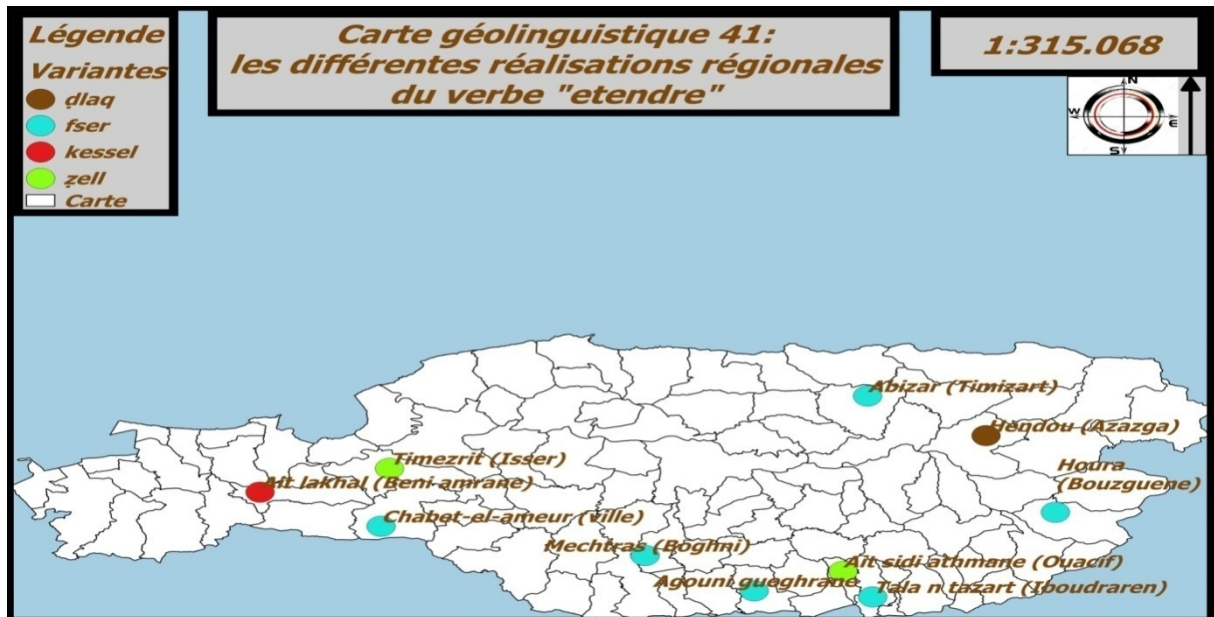 Légende
Variantes
ḍlaq
fser
kessel
ẓell
Carte
Carte géolinguistique 41:
les différentes réalisations régionales
du verbe "etendre"
1:315.068
N
W
E
S
Abizar (Timizart)
Hendou (Azazga)
Timezrit (Isser)
Houra
(Bouzguene)
Ait lakhal (Beni-amrane)
Chabet-el-ameur (ville)
Mechtras (Boghni)
Ait sidi athmane (Ouacif)
Agouni gueghrane
Tala n tazart (Iboudraren)